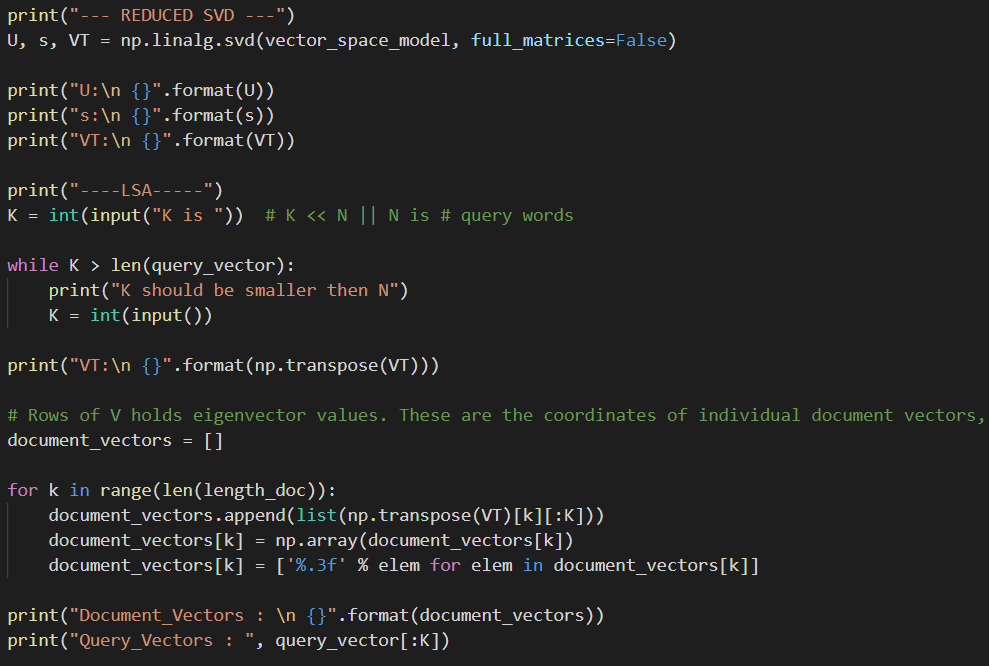 print("--- REDUCED SVD ---")
U, s, VT = np.linalg.svd(vector_space_model, full_matrices=False)

print("U:\n {}".format(U))
print("s:\n {}".format(s))
print("VT:\n {}".format(VT))

print("----LSA-----")
K = int(input("K is "))  # K << N || N is # query words

while K > len(query_vector):
    print("K should be smaller then N")
    K = int(input())

print("VT:\n {}".format(np.transpose(VT)))

# Rows of V holds eigenvector values. These are the coordinates of individual document vectors,
document_vectors = []

for k in range(len(length_doc)):
    document_vectors.append(list(np.transpose(VT)[k][:K]))
    document_vectors[k] = np.array(document_vectors[k])
    document_vectors[k] = ['%.3f' % elem for elem in document_vectors[k]]

print("Document_Vectors : \n {}".format(document_vectors))
print("Query_Vectors : ", query_vector[:K])